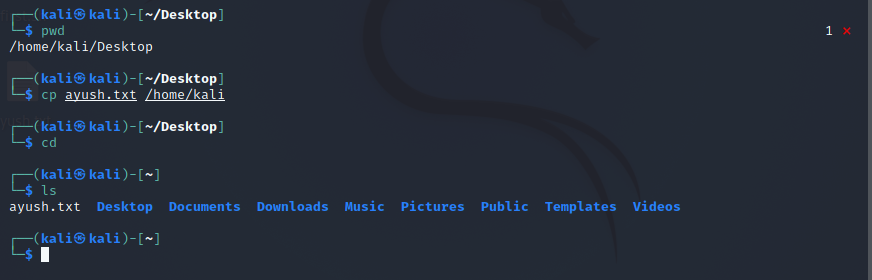 ┌──(kali㉿kali)-[~/Desktop]
└─$ pwd 1 ✕
/home/kali/Desktop
┌──(kali㉿kali)-[~/Desktop]
└─$ cp ayush.txt /home/kali
┌──(kali㉿kali)-[~/Desktop]
└─$ cd
┌──(kali㉿kali)-[~]
└─$ ls
ayush.txt Desktop Documents Downloads Music Pictures Public Templates Videos
┌──(kali㉿kali)-[~]
└─$